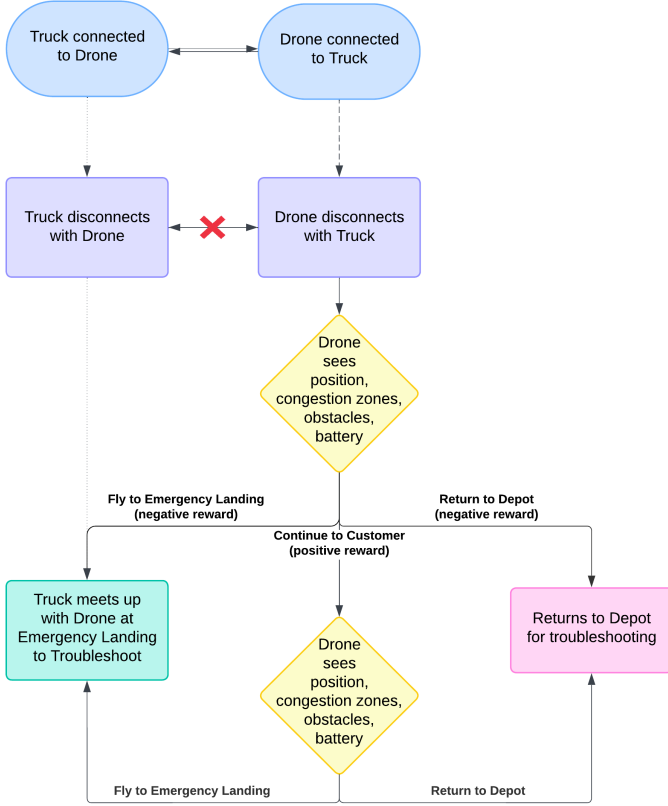 Truck connected
to Drone
Drone connected
to Truck
Truck disconnects
with Drone
Drone disconnects
with Truck
Drone
sees
position,
congestion zones,
obstacles,
battery
Fly to Emergency Landing
(negative reward)
Return to Depot
(negative reward)
Continue to Customer
(positive reward)
Truck meets up
with Drone at
Emergency Landing
to Troubleshoot
Drone
sees
position,
congestion zones,
obstacles,
battery
Returns to Depot
for troubleshooting
Fly to Emergency Landing
Return to Depot